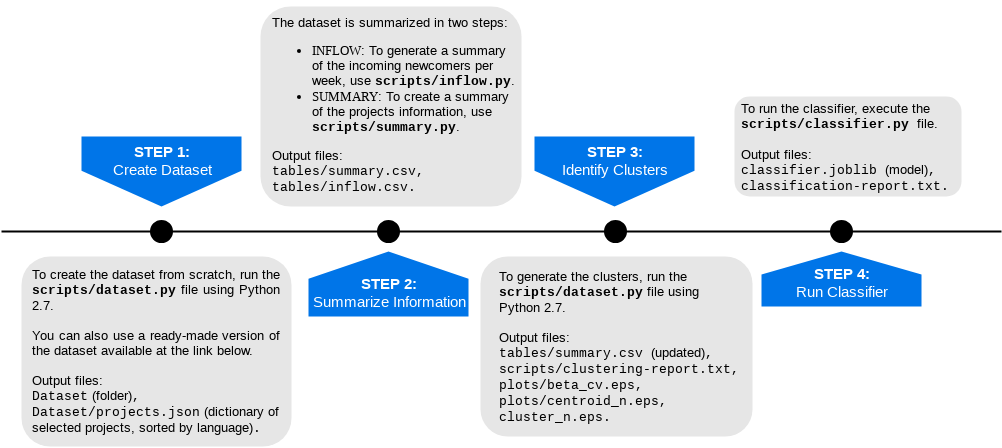 STEP 1:
Create Dataset
To create the dataset from scratch, run the
scripts/dataset.py file using Python
2.7.
You can also use a ready-made version of
the dataset available at the link below.
Output files:
Dataset (folder),
Dataset/projects.json (dictionary of
selected projects, sorted by language).
The dataset is summarized in two steps:
• INFLOW: To generate a summary
of the incoming newcomers per
week, use scripts/inflow.py.
• SUMMARY: To create a summary
of the projects information, use
scripts/summary.py.
Output files:
tables/summary.csv,
tables/inflow.csv.
STEP 2:
Summarize Information
STEP 3:
Identify Clusters
To generate the clusters, run the
scripts/dataset.py file using
Python 2.7.
Output files:
tables/summary.csv (updated),
scripts/clustering-report.txt,
plots/beta_cv.eps,
plots/centroid_n.eps,
cluster_n.eps.
To run the classifier, execute the
scripts/classifier.py file.
Output files:
classifier.joblib (model),
classification-report.txt.
STEP 4:
Run Classifier